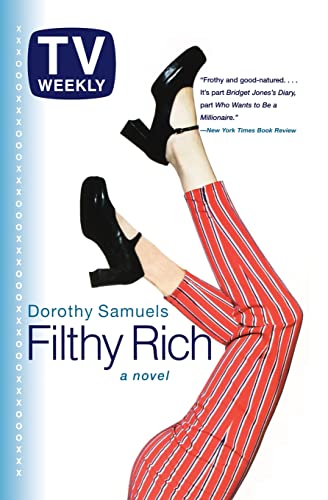 TV
WEEKLY
“Frothy and good-natured. . . .
It's part Bridget Jones's Diary,
part Who Wants to Be a
Millionaire.”
—New York Times Book Review
Dorothy Samuels
Filthy Rich
a novel